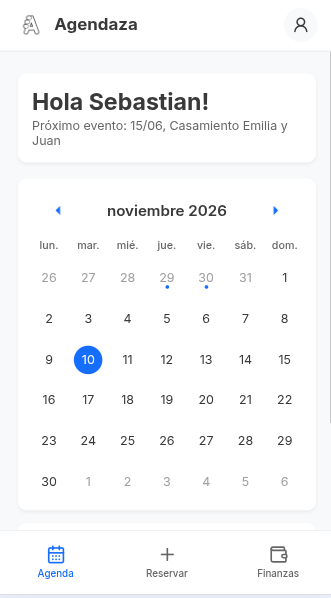 Agendaza
Hola Sebastian!
Próximo evento: 15/06, Casamiento Emilia y
Juan
noviembre 2026
lun. mar. mié. jue. vie. sáb. dom.
26 27 28 29 30 31 1
2 3 4 5 6 7 8
9 10 11 12 13 14 15
16 17 18 19 20 21 22
23 24 25 26 27 28 29
30 1 2 3 4 5 6
Agenda Reservar Finanzas